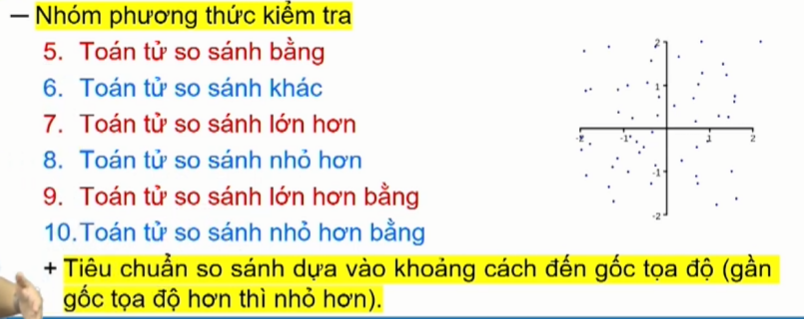 — Nhóm phương thức kiểm tra
5. Toán tử so sánh bằng
6. Toán tử so sánh khác
7. Toán tử so sánh lớn hơn
8. Toán tử so sánh nhỏ hơn
9. Toán tử so sánh lớn hơn bằng
10.Toán tử so sánh nhỏ hơn bằng
+ Tiêu chuẩn so sánh dựa vào khoảng cách đến gốc tọa độ (gần
gốc tọa độ hơn thì nhỏ hơn).
2
1
-2 -1 1 2
-1
-2